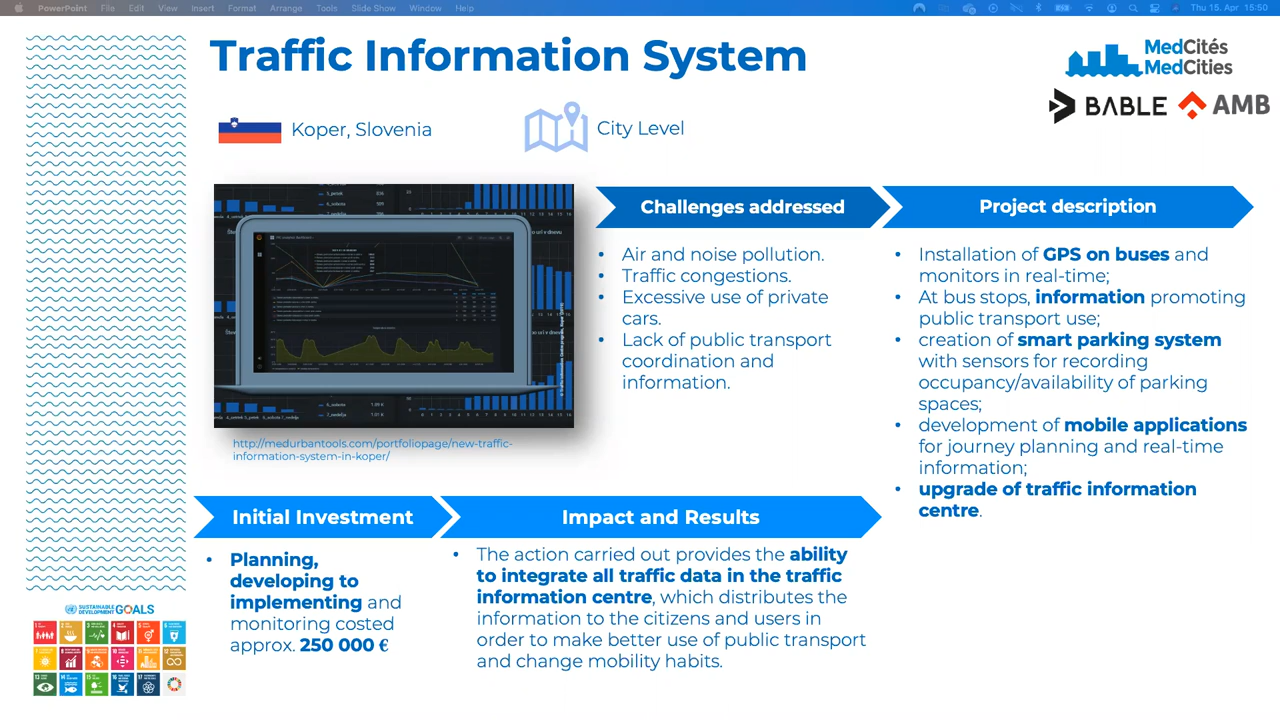 PowerPoint File Edit View Insert Format Arrange Tools Slide Show Window Help Thu 15. Apr 15:50
Traffic Information System
MedCités
MedCities
BABLE AMB
Koper, Slovenia
City Level
http://medurbantools.com/portfoliopage/new-traffic-
information-system-in-koper/
Challenges addressed
• Air and noise pollution.
• Traffic congestions.
• Excessive use of private
cars.
• Lack of public transport
coordination and
information.
Project description
• Installation of GPS on buses and
monitors in real-time;
• At bus stops, information promoting
public transport use;
• creation of smart parking system
with sensors for recording
occupancy/availability of parking
spaces;
• development of mobile applications
for journey planning and real-time
information;
• upgrade of traffic information
centre.
Initial Investment
• Planning,
developing to
implementing and
monitoring costed
approx. 250 000 €
Impact and Results
• The action carried out provides the ability
to integrate all traffic data in the traffic
information centre, which distributes the
information to the citizens and users in
order to make better use of public transport
and change mobility habits.
SUSTAINABLE
DEVELOPMENT GOALS